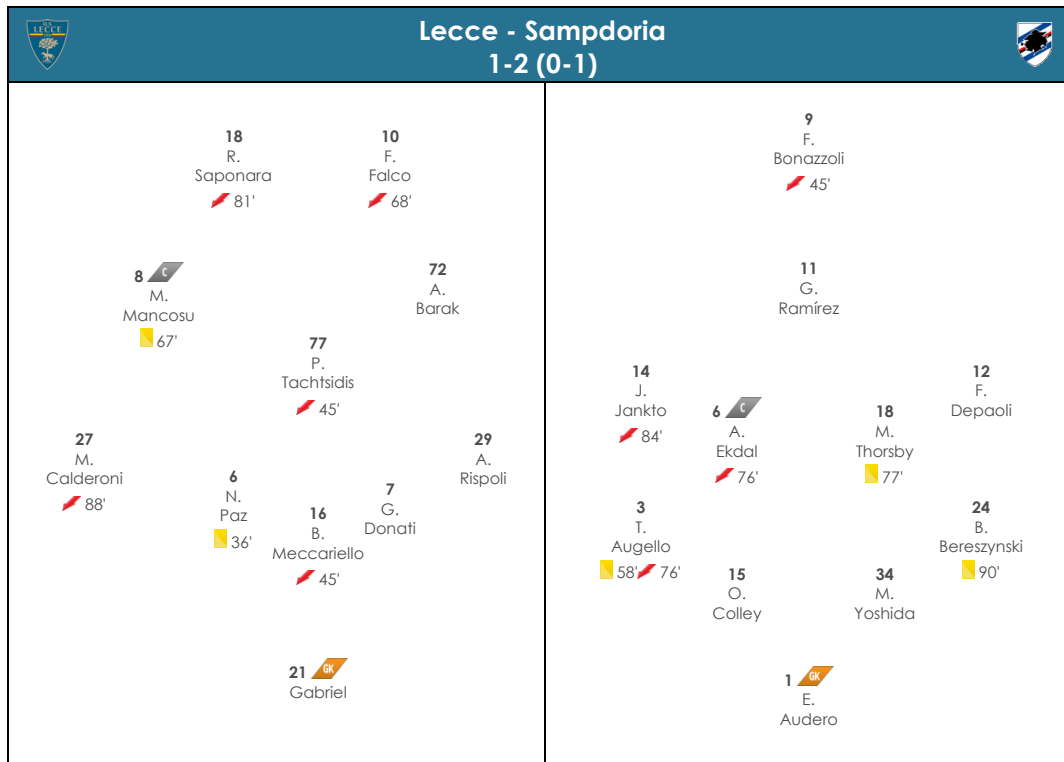 U.S.
LECCE
Lecce - Sampdoria
1-2 (0-1)
18
R.
Saponara
81'
10
F.
Falco
68'
8 C
M.
Mancosu
67'
72
A.
Barak
77
P.
Tachtsidis
45'
27
M.
Calderoni
88'
29
A.
Rispoli
6
N.
Paz
36'
16
B.
Meccariello
45'
7
G.
Donati
21 GK
Gabriel
9
F.
Bonazzoli
45'
11
G.
Ramírez
14
J.
Jankto
84'
6 C
A.
Ekdal
76'
18
M.
Thorsby
77'
12
F.
Depaoli
3
T.
Augello
58' 76'
24
B.
Bereszynski
90'
15
O.
Colley
34
M.
Yoshida
1 GK
E.
Audero